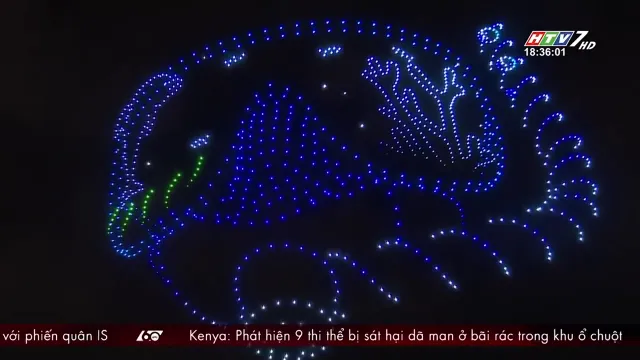 HTV7 HD
18:36:01
với phiến quân IS 60 Kenya: Phát hiện 9 thi thể bị sát hại dã man ở bãi rác trong khu ổ chuột